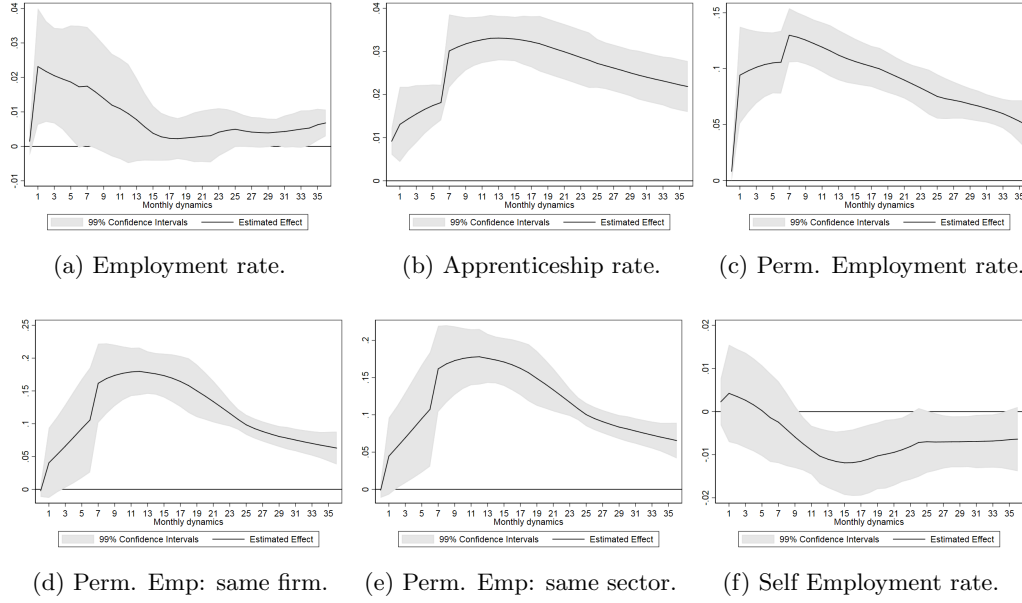 .04
.03
.02
.01
0
-.01
1 3 5 7 9 11 13 15 17 19 21 23 25 27 29 31 33 35
Monthly dynamics
99% Confidence Intervals Estimated Effect
(a) Employment rate.
.04
.03
.02
.01
0
1 3 5 7 9 11 13 15 17 19 21 23 25 27 29 31 33 35
Monthly dynamics
99% Confidence Intervals Estimated Effect
(b) Apprenticeship rate.
.15
.1
.05
0
1 3 5 7 9 11 13 15 17 19 21 23 25 27 29 31 33 35
Monthly dynamics
99% Confidence Intervals Estimated Effect
(c) Perm. Employment rate.
.25
.2
.15
.1
.05
0
1 3 5 7 9 11 13 15 17 19 21 23 25 27 29 31 33 35
Monthly dynamics
99% Confidence Intervals Estimated Effect
(d) Perm. Emp: same firm.
.2
.15
.1
.05
0
1 3 5 7 9 11 13 15 17 19 21 23 25 27 29 31 33 35
Monthly dynamics
99% Confidence Intervals Estimated Effect
(e) Perm. Emp: same sector.
.02
.01
0
-.01
-.02
1 3 5 7 9 11 13 15 17 19 21 23 25 27 29 31 33 35
Monthly dynamics
99% Confidence Intervals Estimated Effect
(f) Self Employment rate.